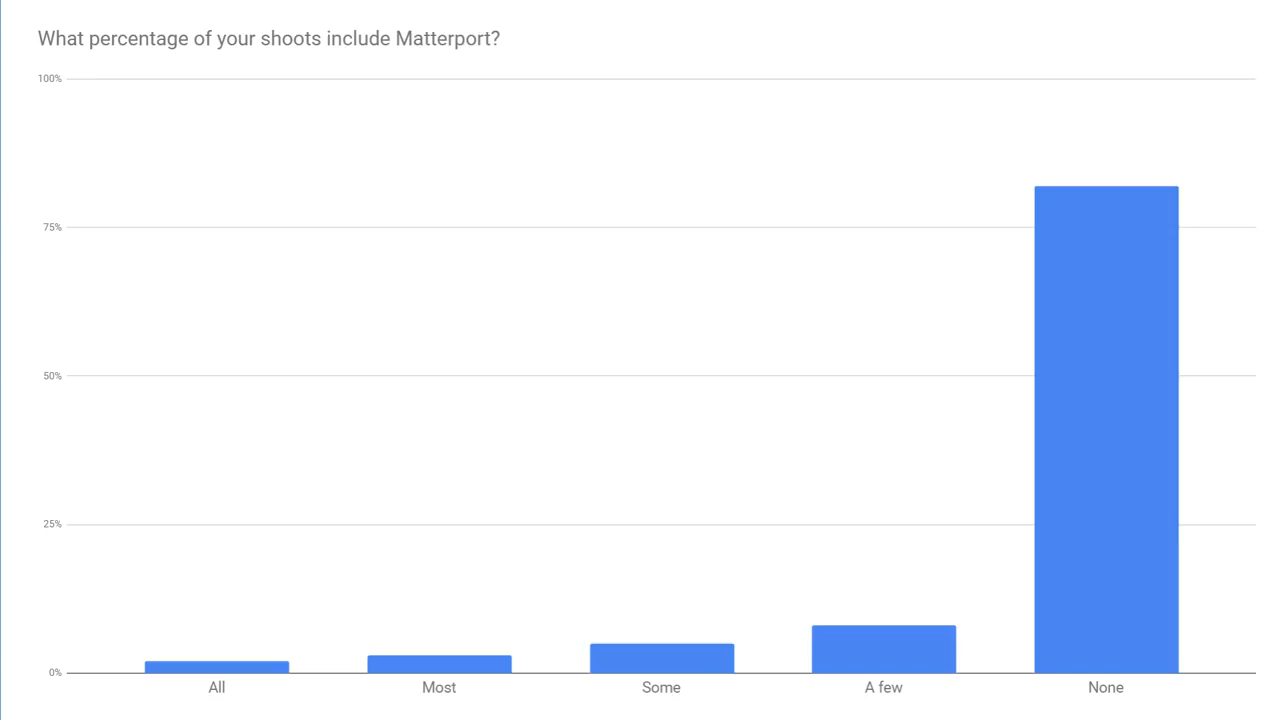 What percentage of your shoots include Matterport?
100%
75%
50%
25%
0%
All Most Some A few None